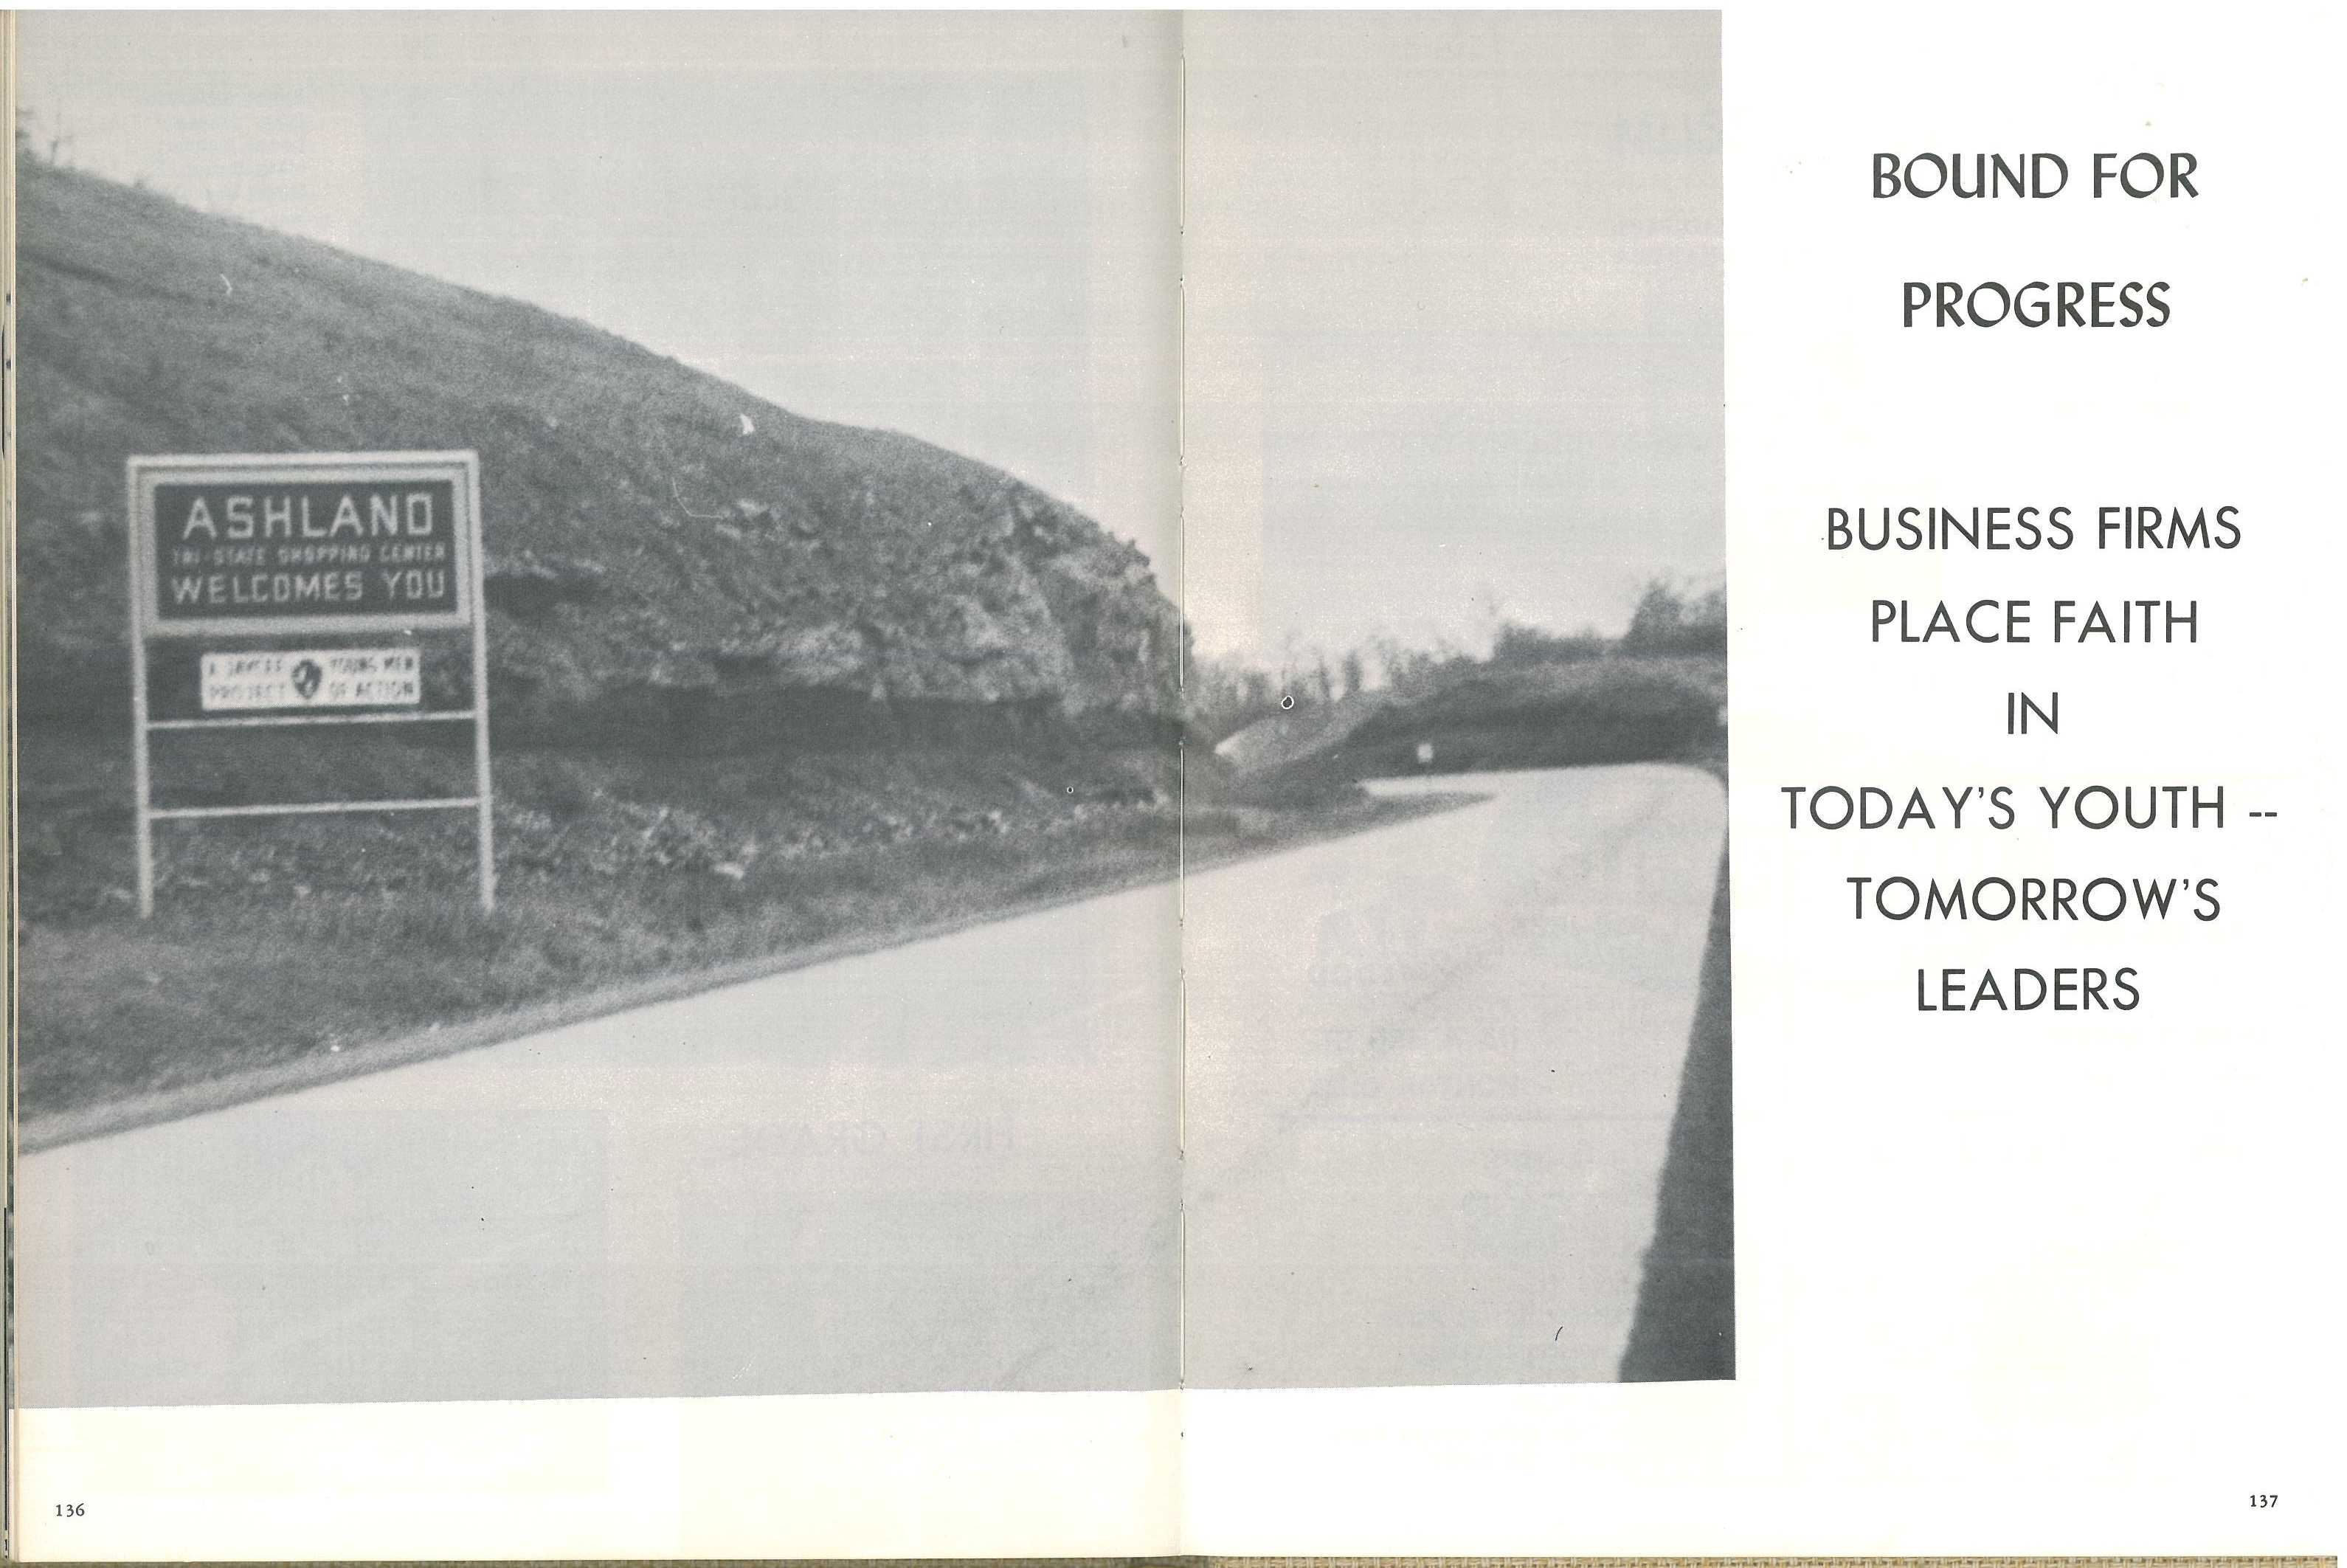 ASHLAND
TRI-STATE SHOPPING CENTER
WELCOMES YOU
A JAYCEE YOUNG MEN
PROJECT OF ACTION
BOUND FOR
PROGRESS
BUSINESS FIRMS
PLACE FAITH
IN
TODAY'S YOUTH --
TOMORROW'S
LEADERS
136
137